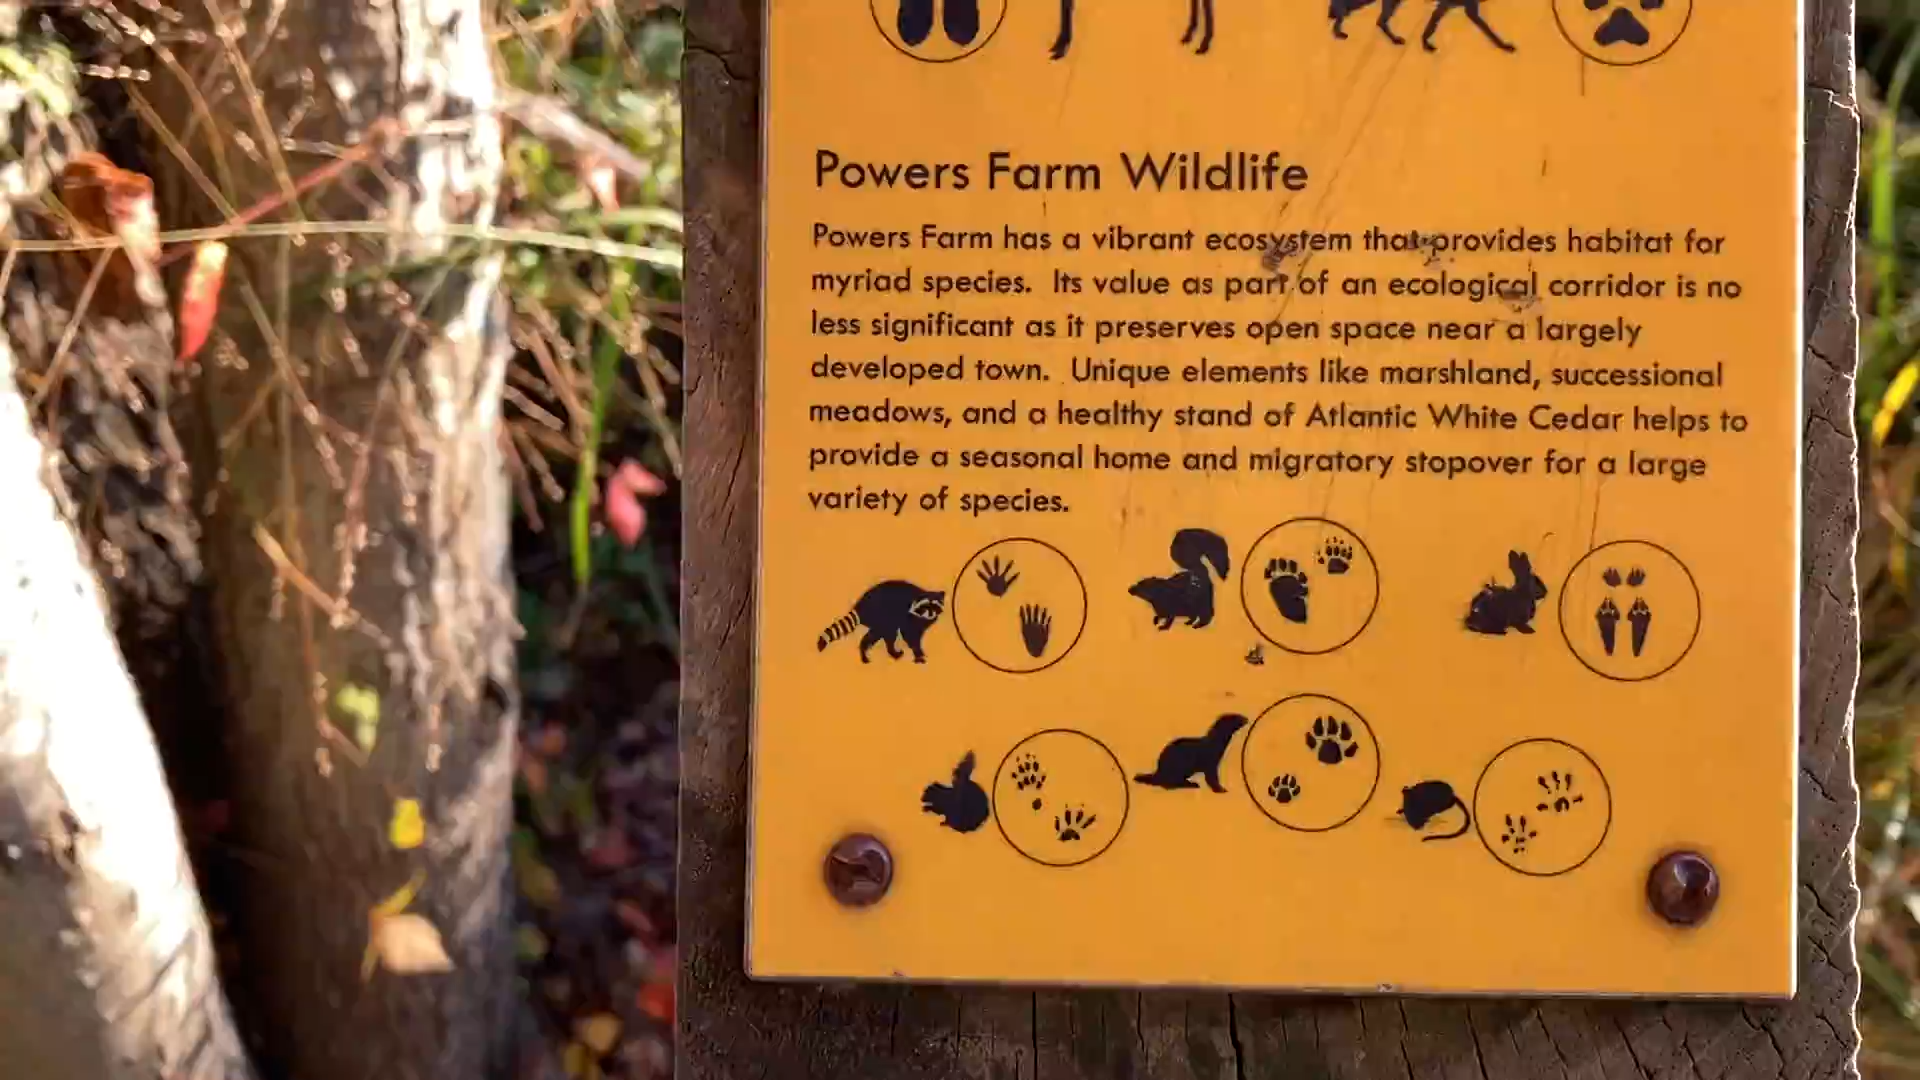 Powers Farm Wildlife
Powers Farm has a vibrant ecosystem that provides habitat for
myriad species. Its value as part of an ecological corridor is no
less significant as it preserves open space near a largely
developed town. Unique elements like marshland, successional
meadows, and a healthy stand of Atlantic White Cedar helps to
provide a seasonal home and migratory stopover for a large
variety of species.